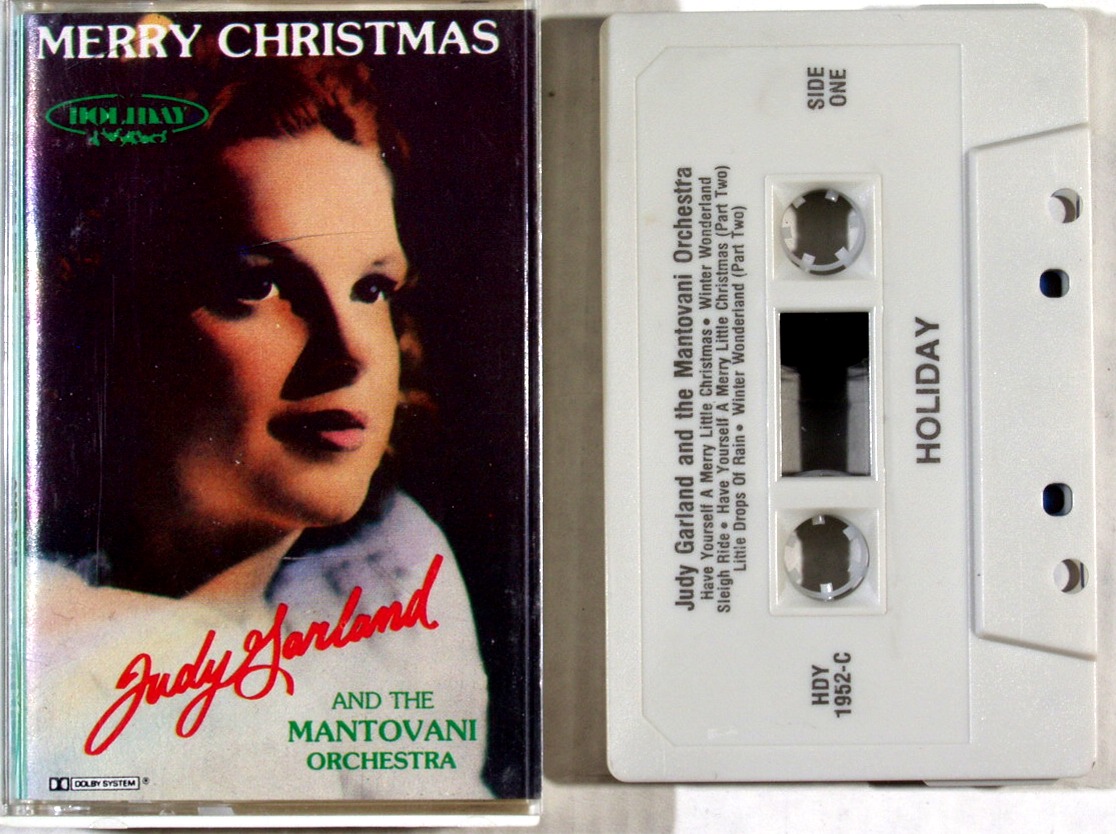 MERRY CHRISTMAS
HOLIDAY
Judy Garland
AND THE
MANTOVANI
ORCHESTRA
DOLBY SYSTEM ®
SIDE
ONE
Judy Garland and the Mantovani Orchestra
Have Yourself A Merry Little Christmas • Winter Wonderland
Sleigh Ride • Have Yourself A Merry Little Christmas (Part Two)
Little Drops Of Rain • Winter Wonderland (Part Two)
HOLIDAY
HDY
1952-C